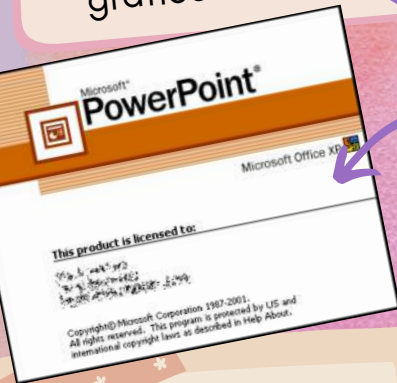 gráficos
Microsoft®
PowerPoint®
Microsoft Office XP
This product is licensed to:
Copyright© Microsoft Corporation 1987-2001.
All rights reserved. This program is protected by US and
international copyright laws as described in Help About.